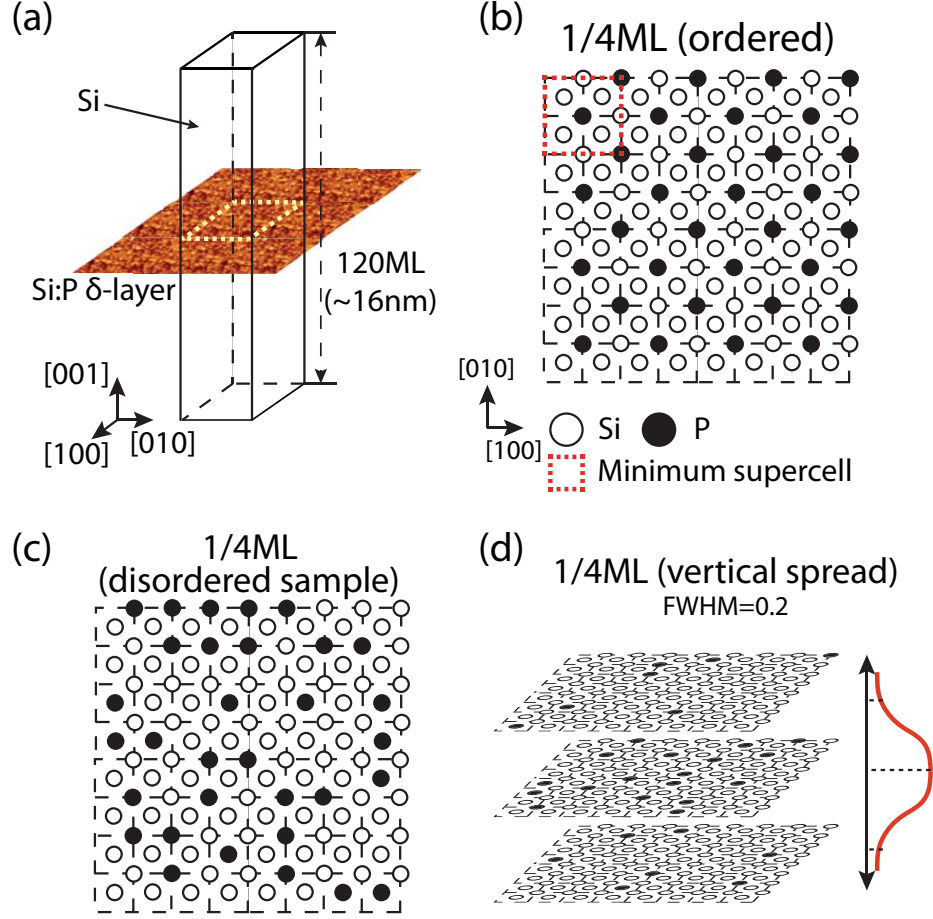 (a)
Si
Si:P δ-layer
120ML
(~16nm)
[001]
[100]
[010]
(b)
1/4ML (ordered)
[010]
[100]
Si
P
Minimum supercell
(c)
1/4ML
(disordered sample)
(d)
1/4ML (vertical spread)
FWHM=0.2